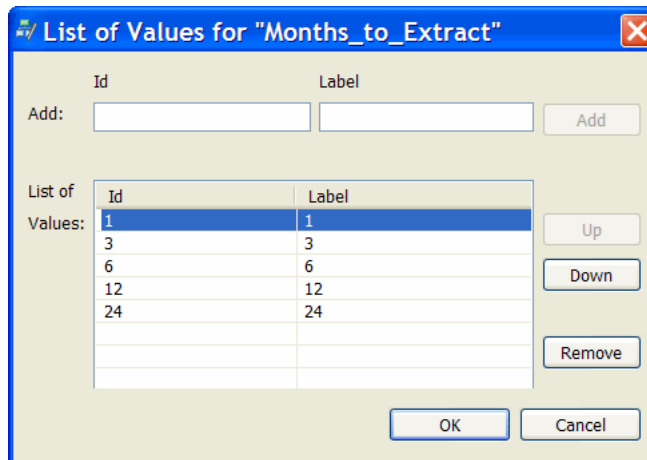 List of Values for "Months_to_Extract"
Id Label
Add: Add
List of Values:
Id Label
1 1
3 3
6 6
12 12
24 24
Up
Down
Remove
OK Cancel